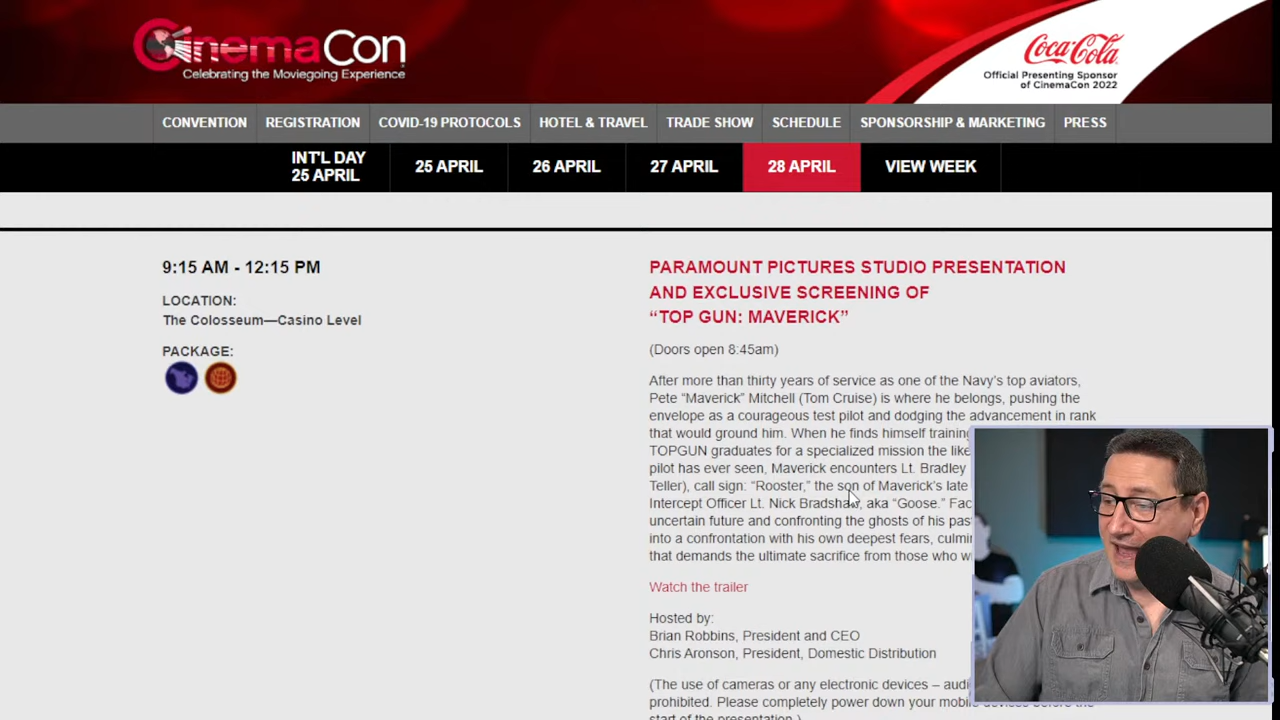 CinemaCon
Celebrating the Moviegoing Experience
Coca-Cola
Official Presenting Sponsor
of CinemaCon 2022
CONVENTION REGISTRATION COVID-19 PROTOCOLS HOTEL & TRAVEL TRADE SHOW SCHEDULE SPONSORSHIP & MARKETING PRESS
INT'L DAY
25 APRIL
25 APRIL 26 APRIL 27 APRIL 28 APRIL VIEW WEEK
9:15 AM - 12:15 PM
LOCATION:
The Colosseum—Casino Level
PACKAGE:
PARAMOUNT PICTURES STUDIO PRESENTATION
AND EXCLUSIVE SCREENING OF
“TOP GUN: MAVERICK”
(Doors open 8:45am)
After more than thirty years of service as one of the Navy’s top aviators,
Pete “Maverick” Mitchell (Tom Cruise) is where he belongs, pushing the
envelope as a courageous test pilot and dodging the advancement in rank
that would ground him. When he finds himself training
TOPGUN graduates for a specialized mission the
pilot has ever seen, Maverick encounters Lt. Bradley
Teller), call sign: “Rooster,” the son of Maverick’s late
Intercept Officer Lt. Nick Bradshaw, aka “Goose.”
uncertain future and confronting the ghosts of his
into a confrontation with his own deepest fears,
that demands the ultimate sacrifice from those who
Watch the trailer
Hosted by:
Brian Robbins, President and CEO
Chris Aronson, President, Domestic Distribution
(The use of cameras or any electronic devices –
prohibited. Please completely power down your mobile devices before the
start of the presentation.)